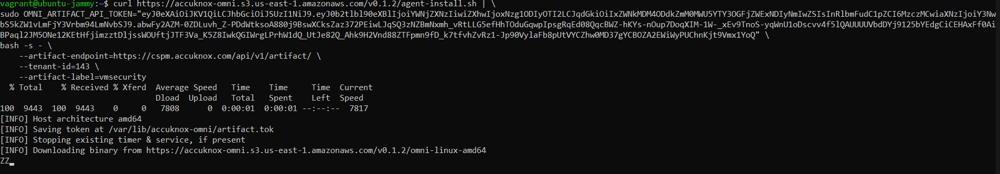 vagrant@ubuntu-jammy:~$ curl https://accuknox-omni.s3.us-east-1.amazonaws.com/v0.1.2/agent-install.sh | \
sudo OMNI_ARTIFACT_API_TOKEN="eyJ0eXAiOiJKV1QiLCJhbGciOiJSUzI1NiJ9.eyJ0b2tlbl90eXBlIjoiYWNjZXNzIiwiZXhwIjoxNzg1ODIyOTI2LCJqdGkiOiIxZWNkMDM4ODdkZmM0MWU5YTY3OGFjZWExNDIyNmIwZSIsInRlbmFudC1pZCI6MzczMCwiaXNzIjoiY3Nw
bS5kZW1vLmFjY3Vrbm94LmNvbSJ9.abwFy2AZM-0ZDLuvh_Z-PDdWtksoA880j9BswXCksZaz372PEiwLJqSQ3zNZBmNxmh_vRtLLG5efHhTOduGqwpIpsgRqEd08QqcBWZ-hKYs-nOup7DoqXIM-1W-_xEv9TnoS-yqWnU1oDscvv4f5lQAUUUUVbdDYj9125bYEdgCiCEHAxFf0Ai
BPaql2JM5ONe12KEtHfjimzztDljssWOUftjJTF3Va_K5Z8IwkQGIWrgLPrhW1dQ_UtJe82Q_Ahk9H2Vnd88ZTFpmn9fD_k7tfvhZvRz1-Jp90VylaFb8pUtVYCZhw0MD37gYCBOZA2EWiWyPUChnKjt9Vmx1YoQ" \
bash -s - \
    --artifact-endpoint=https://cspm.accuknox.com/api/v1/artifact/ \
    --tenant-id=143 \
    --artifact-label=vmsecurity
  % Total    % Received % Xferd  Average Speed   Time    Time     Time  Current
                                 Dload  Upload   Total   Spent    Left  Speed
100  9443  100  9443    0     0   7808      0  0:00:01  0:00:01 --:--:--  7817
[INFO] Host architecture amd64
[INFO] Saving token at /var/lib/accuknox-omni/artifact.tok
[INFO] Stopping existing timer & service, if present
[INFO] Downloading binary from https://accuknox-omni.s3.us-east-1.amazonaws.com/v0.1.2/omni-linux-amd64
ZZ